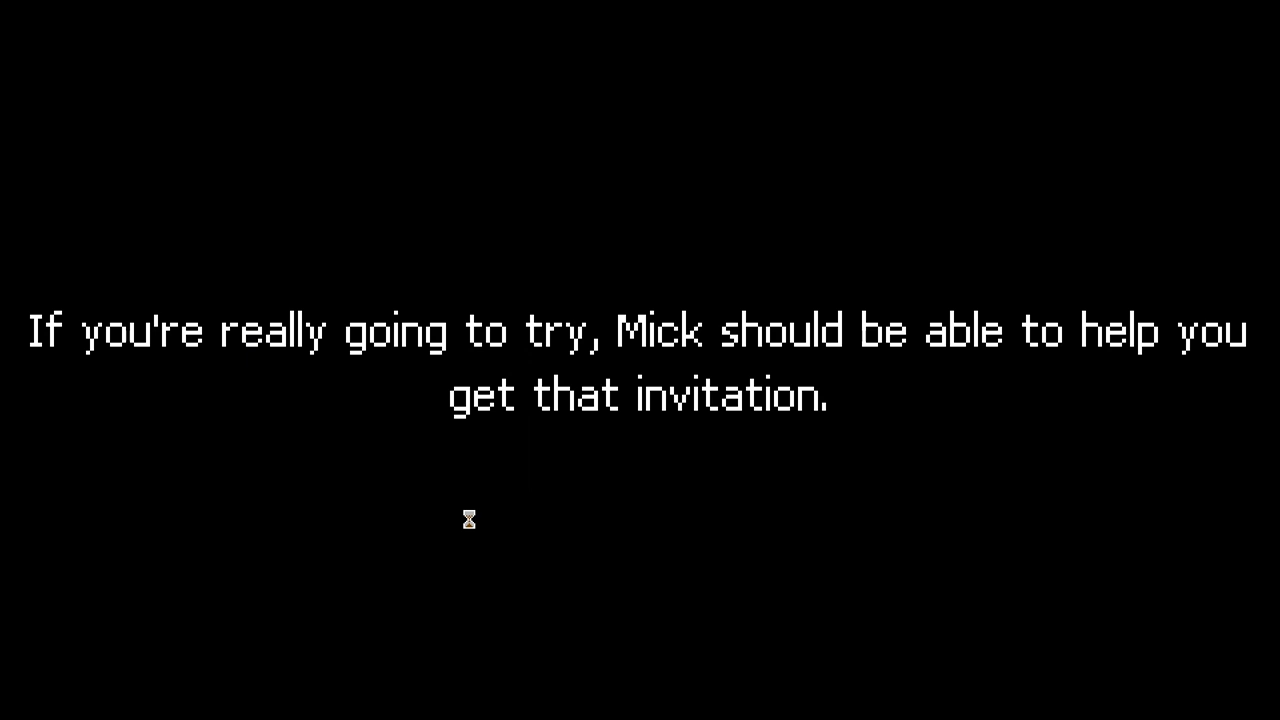 If you're really going to try, Mick should be able to help you
get that invitation.